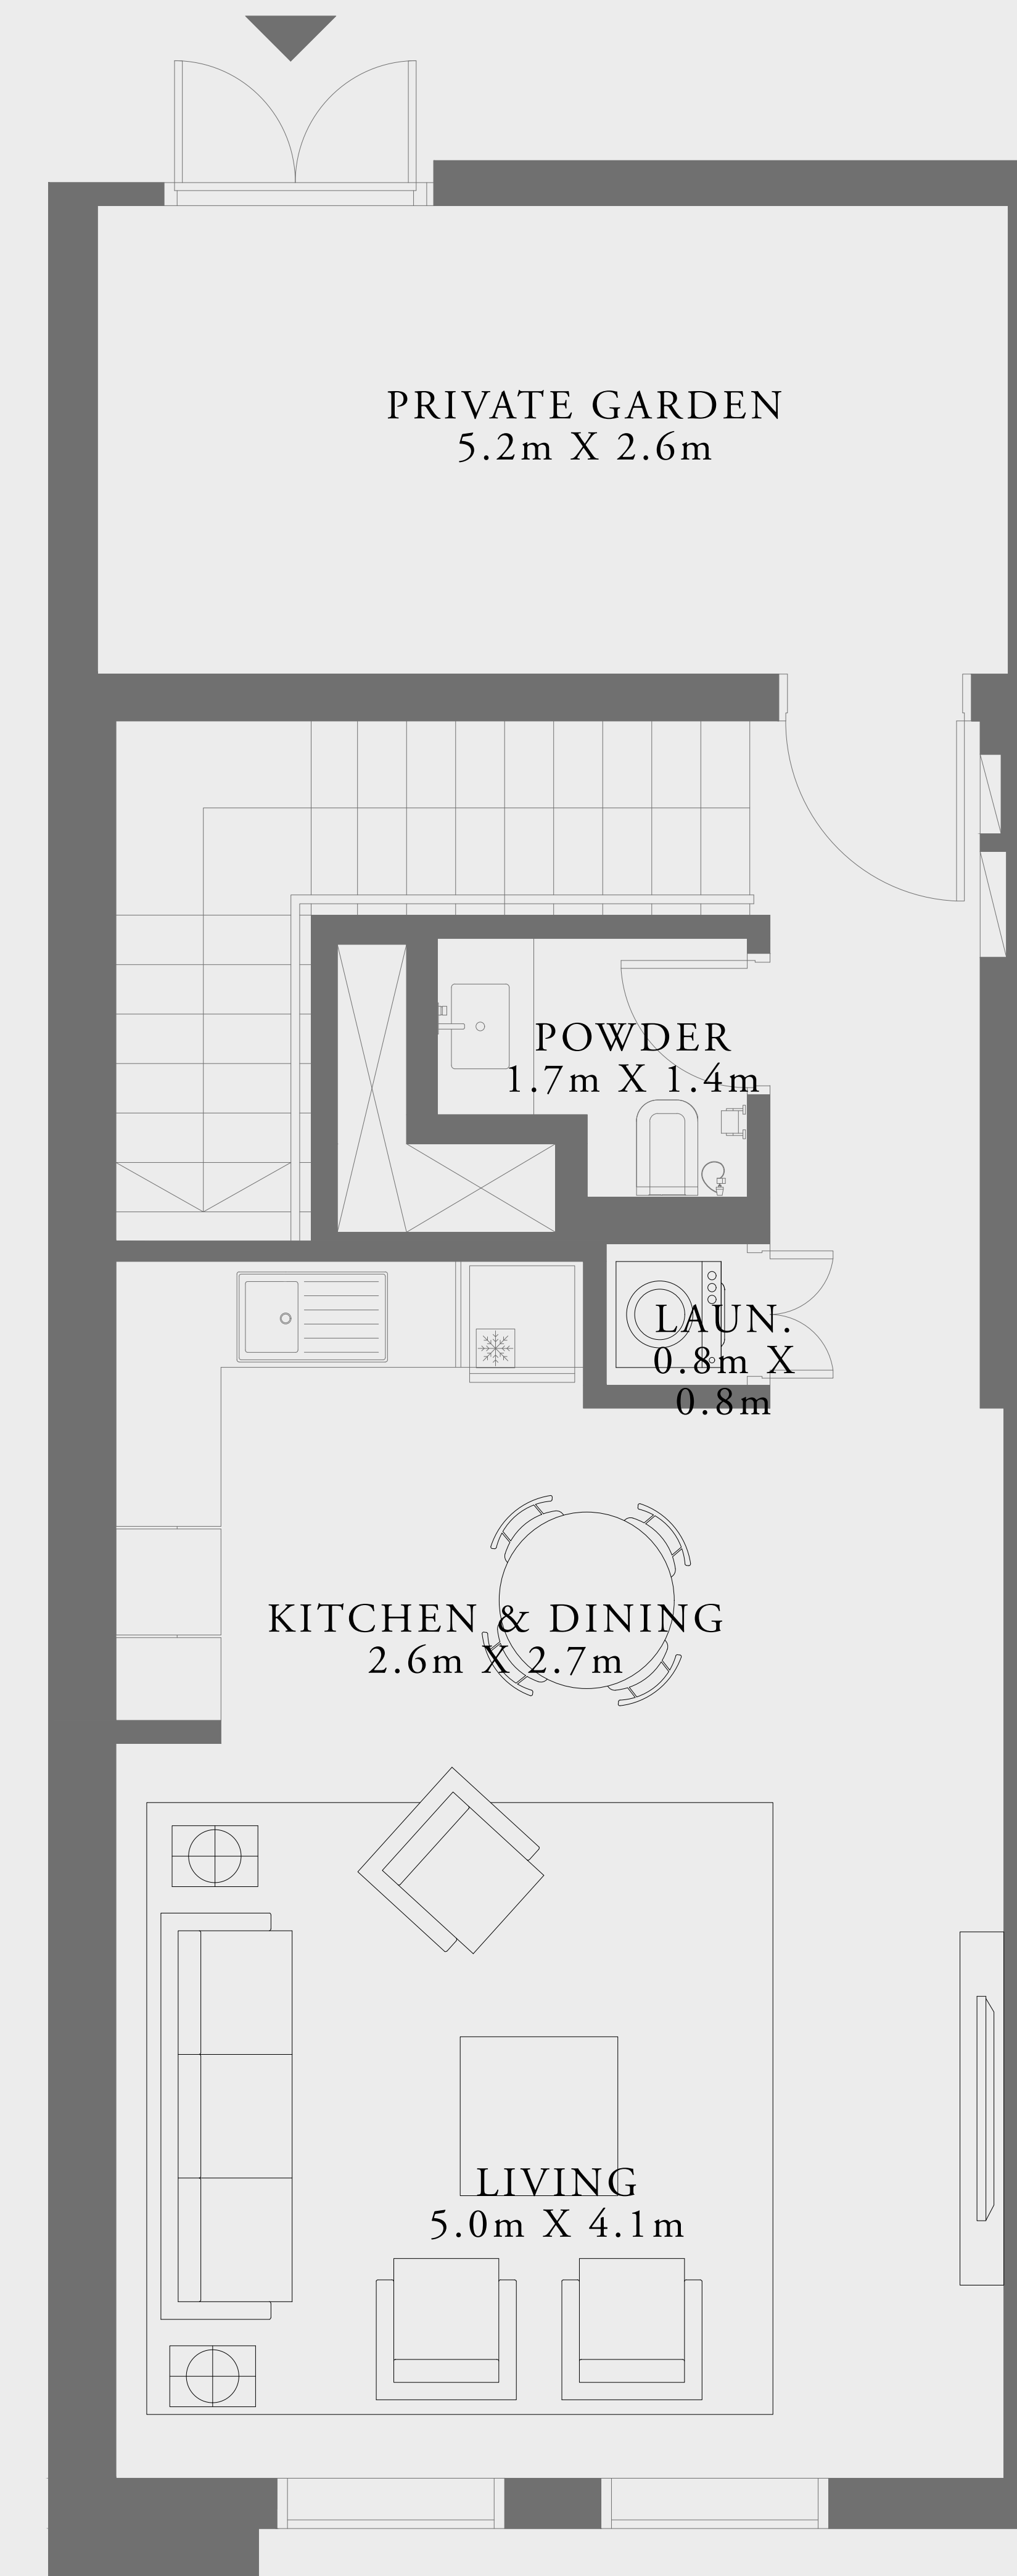 PRIVATE GARDEN
5.2m X 2.6m
POWDER
1.7m X 1.4m
LAUN.
0.8m X
0.8m
KITCHEN & DINING
2.6m X 2.7m
LIVING
5.0m X 4.1m